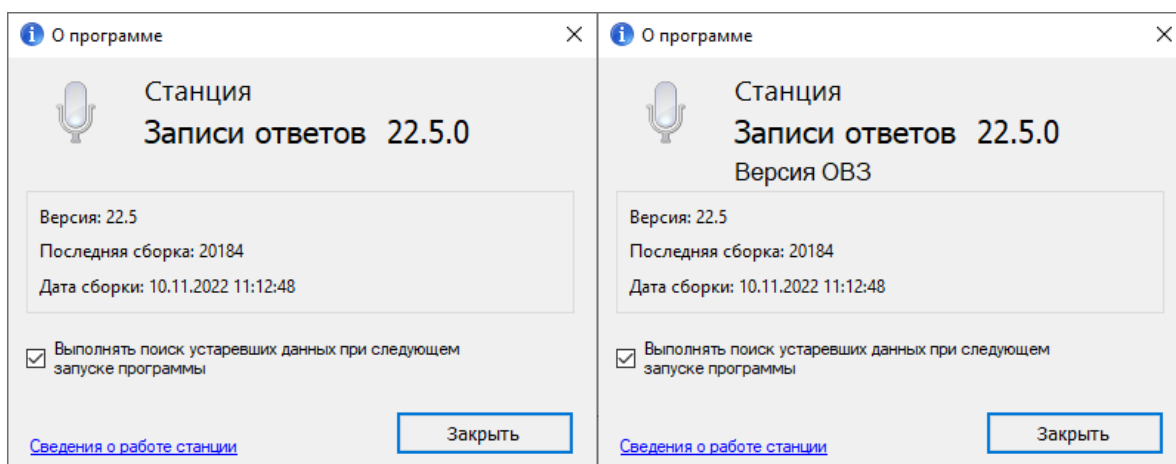 О программе
Станция
Записи ответов 22.5.0
Версия: 22.5
Последняя сборка: 20184
Дата сборки: 10.11.2022 11:12:48
Выполнять поиск устаревших данных при следующем
запуске программы
Сведения о работе станции
Закрыть
О программе
Станция
Записи ответов 22.5.0
Версия ОВЗ
Версия: 22.5
Последняя сборка: 20184
Дата сборки: 10.11.2022 11:12:48
Выполнять поиск устаревших данных при следующем
запуске программы
Сведения о работе станции
Закрыть